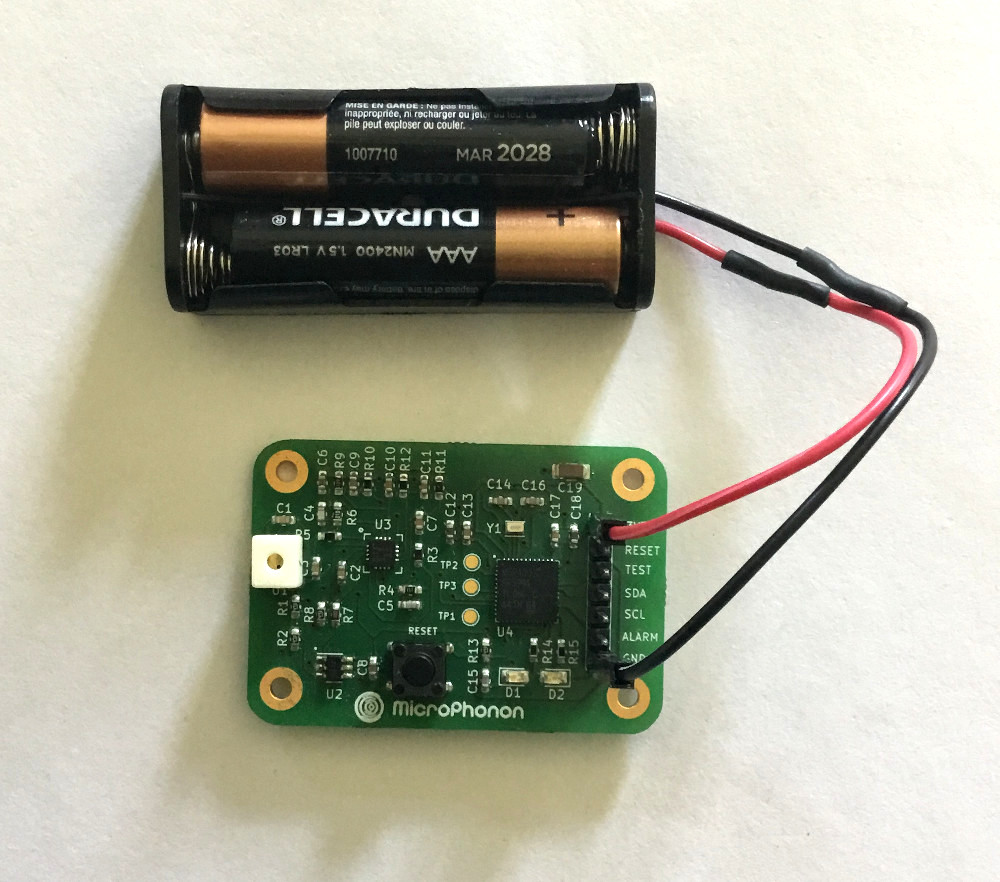 MISE EN GARDE : Ne pas inst
inappropriée, ni recharger ou jeter au feu. La
pile peut exploser ou couler.
1007710 MAR 2028
DURACELL®
+
AAA
MN2400 1.5 V LR03
C6
R9
C9
R10
C10
R12
C11
R11
C1
C4
R6
R5
U3
C7
C12
C13
C14
C16
C19
C17
C18
Y1
3V
RESET
TEST
SDA
SCL
ALARM
GND
C3
C2
R3
TP2
TP3
TP1
R4
C5
U4
R1
R8
R7
R2
RESET
U2
C8
R13
C15
R14
R15
D1
D2
MicroPhonon